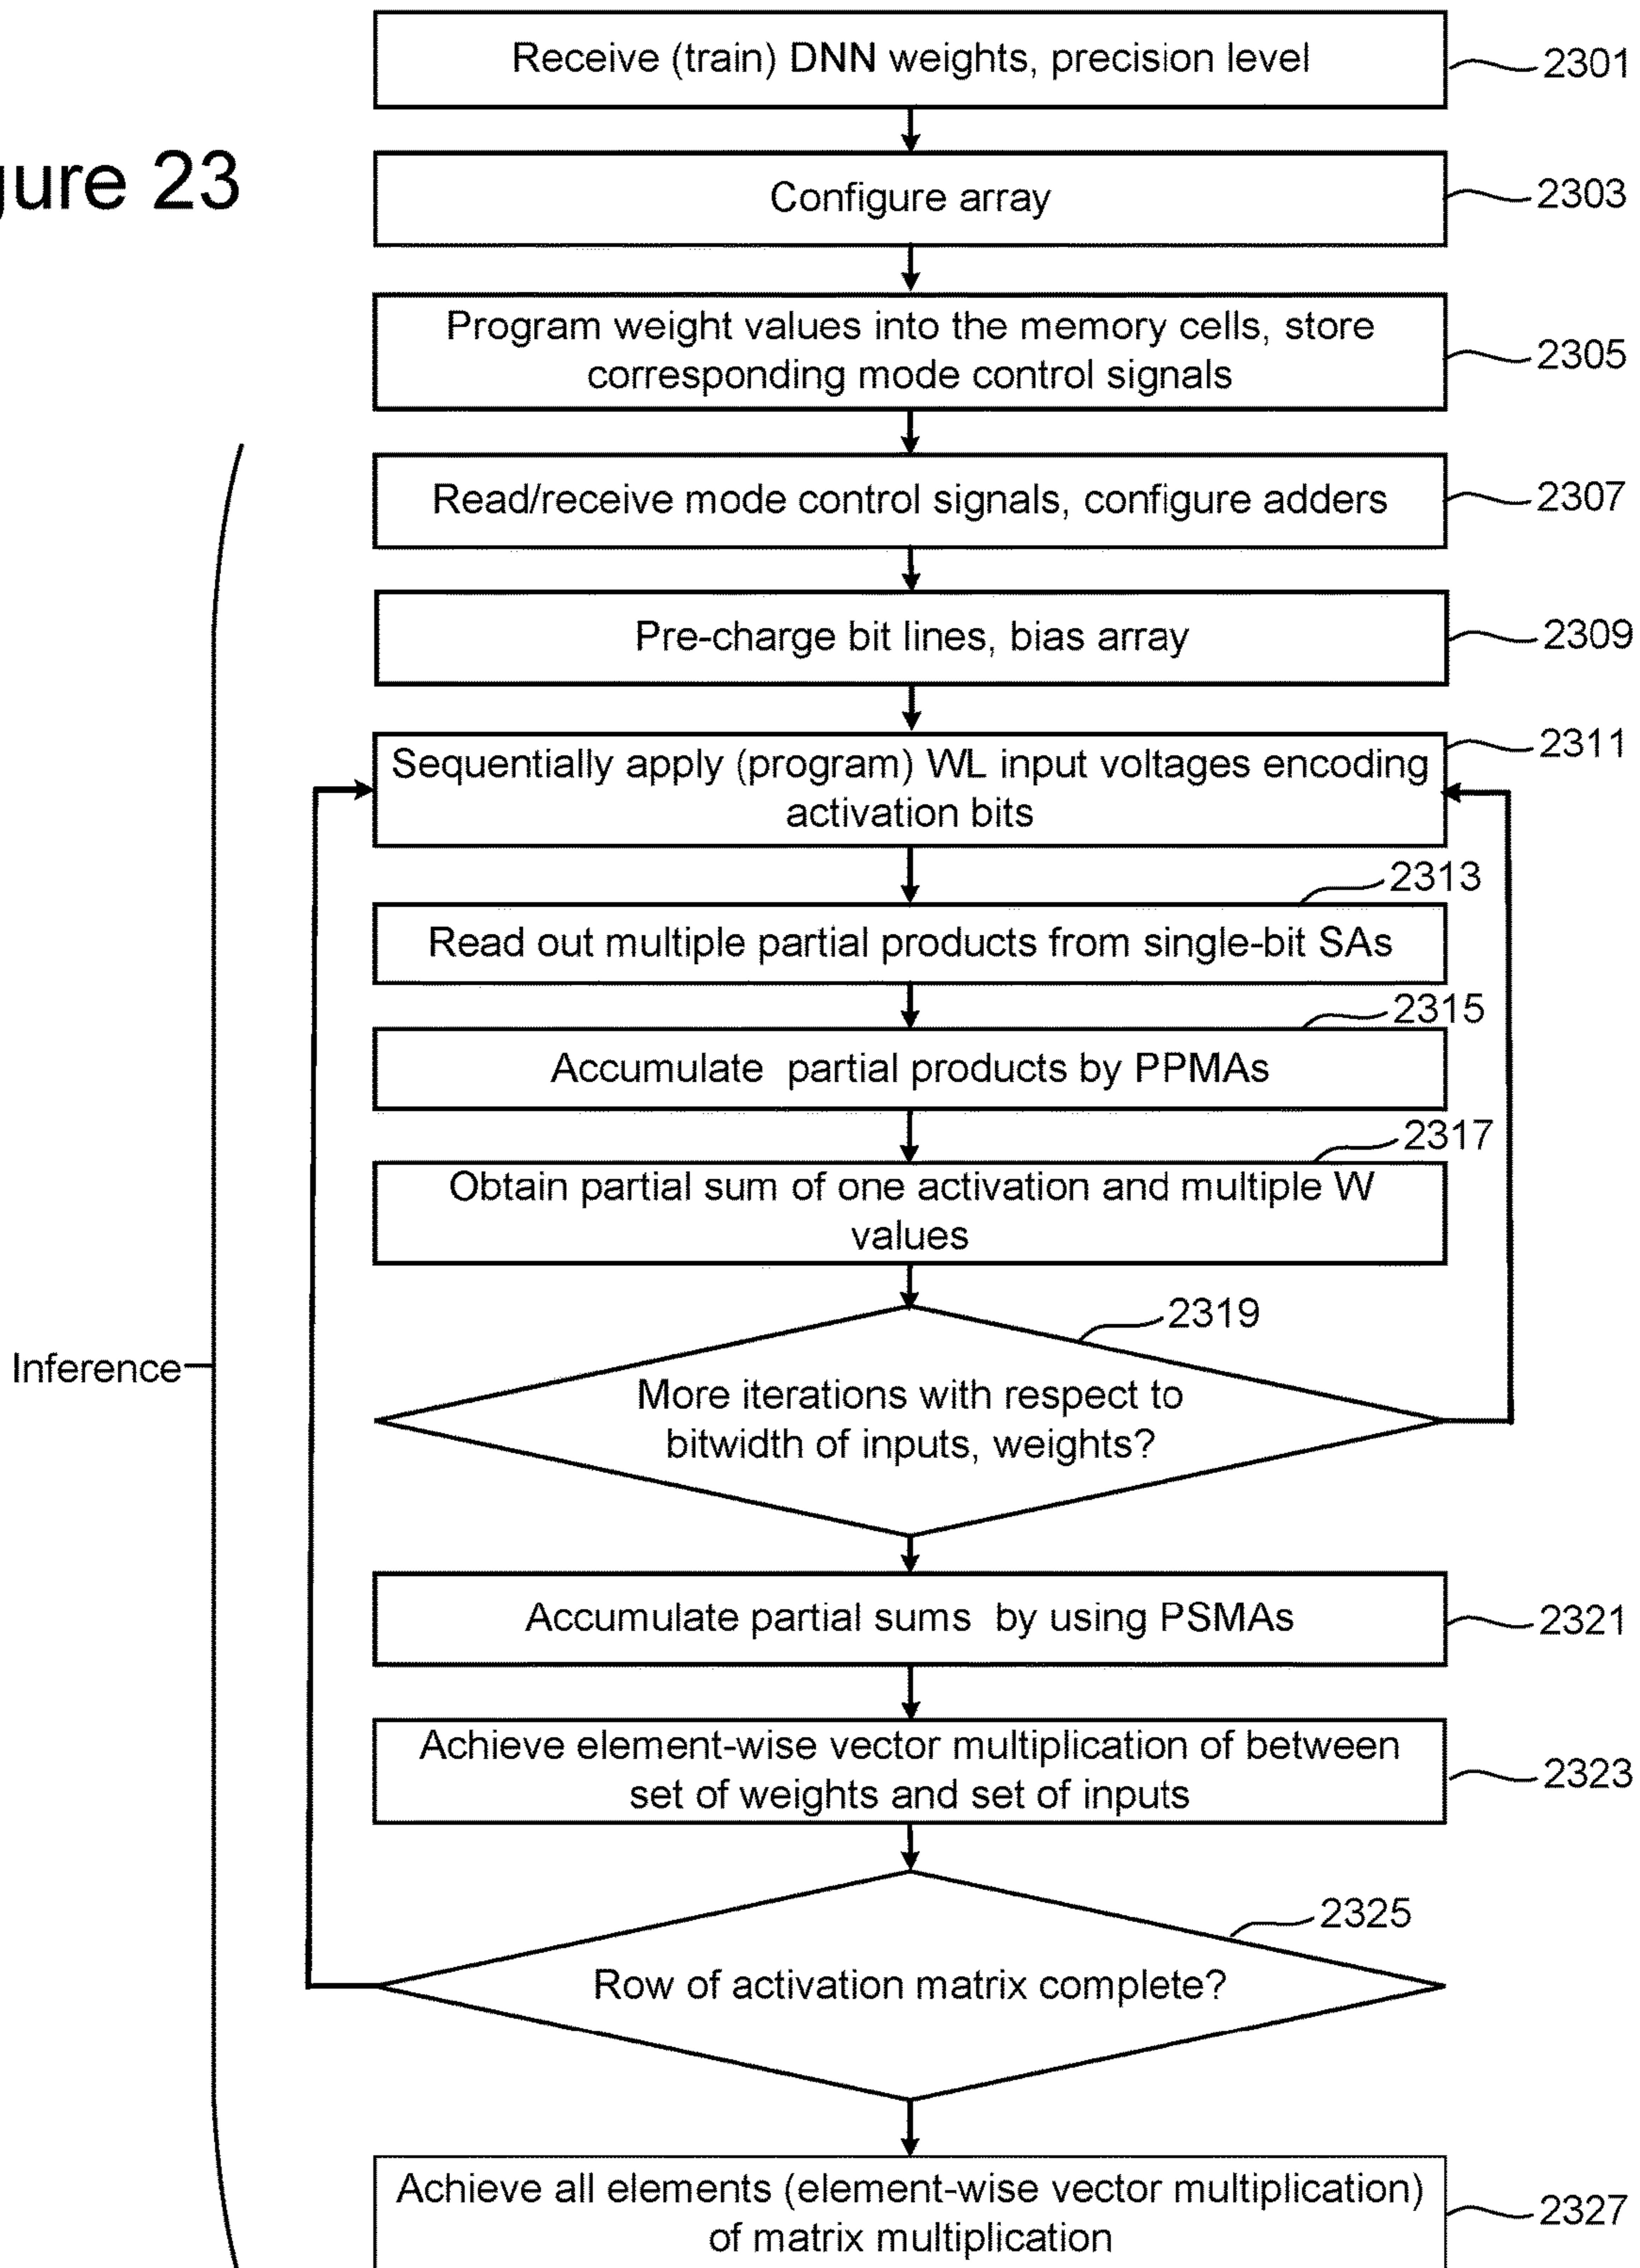 Receive (train) DNN weights, precision level
2301
gure 23
Configure array
2303
Program weight values into the memory cells, store
corresponding mode control signals
2305
Read/receive mode control signals, configure adders
2307
Pre-charge bit lines, bias array
2309
Sequentially apply (program) WL input voltages encoding
activation bits
2311
2313
Read out multiple partial products from single-bit SAs
2315
Accumulate partial products by PPMAs
2317
Obtain partial sum of one activation and multiple W
values
2319
Inference
More iterations with respect to
bitwidth of inputs, weights?
Accumulate partial sums by using PSMAs
2321
Achieve element-wise vector multiplication of between
set of weights and set of inputs
2323
2325
Row of activation matrix complete?
Achieve all elements (element-wise vector multiplication)
of matrix multiplication
2327